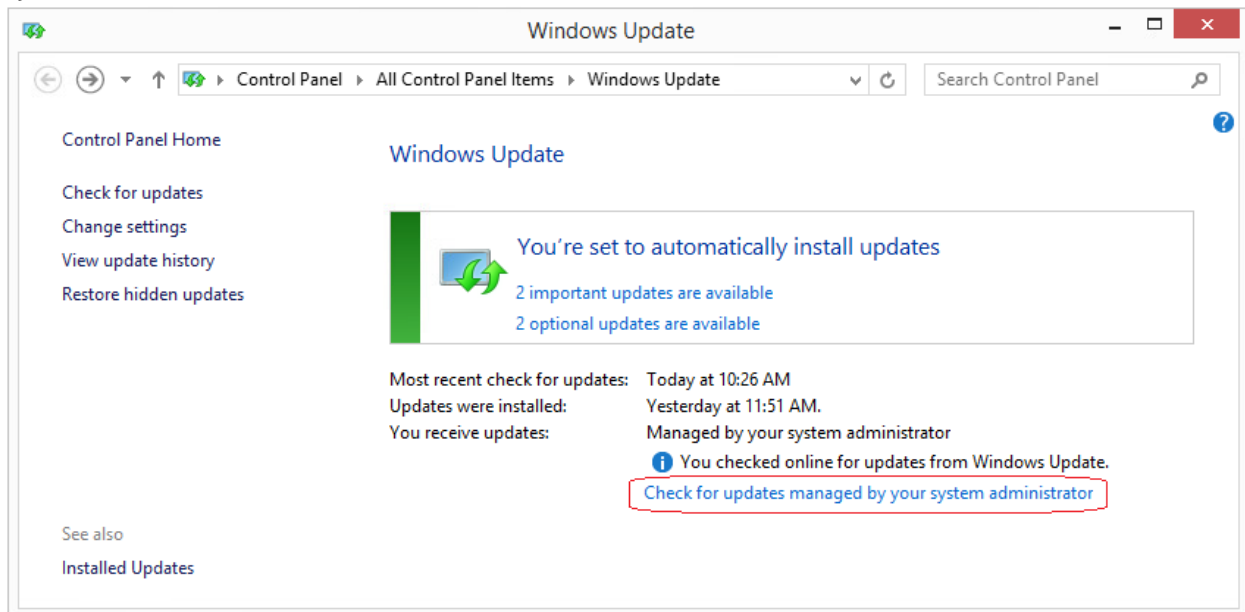 Windows Update
Control Panel All Control Panel Items Windows Update Search Control Panel
Control Panel Home
Check for updates
Change settings
View update history
Restore hidden updates
Windows Update
You're set to automatically install updates
2 important updates are available
2 optional updates are available
Most recent check for updates: Today at 10:26 AM
Updates were installed: Yesterday at 11:51 AM.
You receive updates: Managed by your system administrator
You checked online for updates from Windows Update.
Check for updates managed by your system administrator
See also
Installed Updates